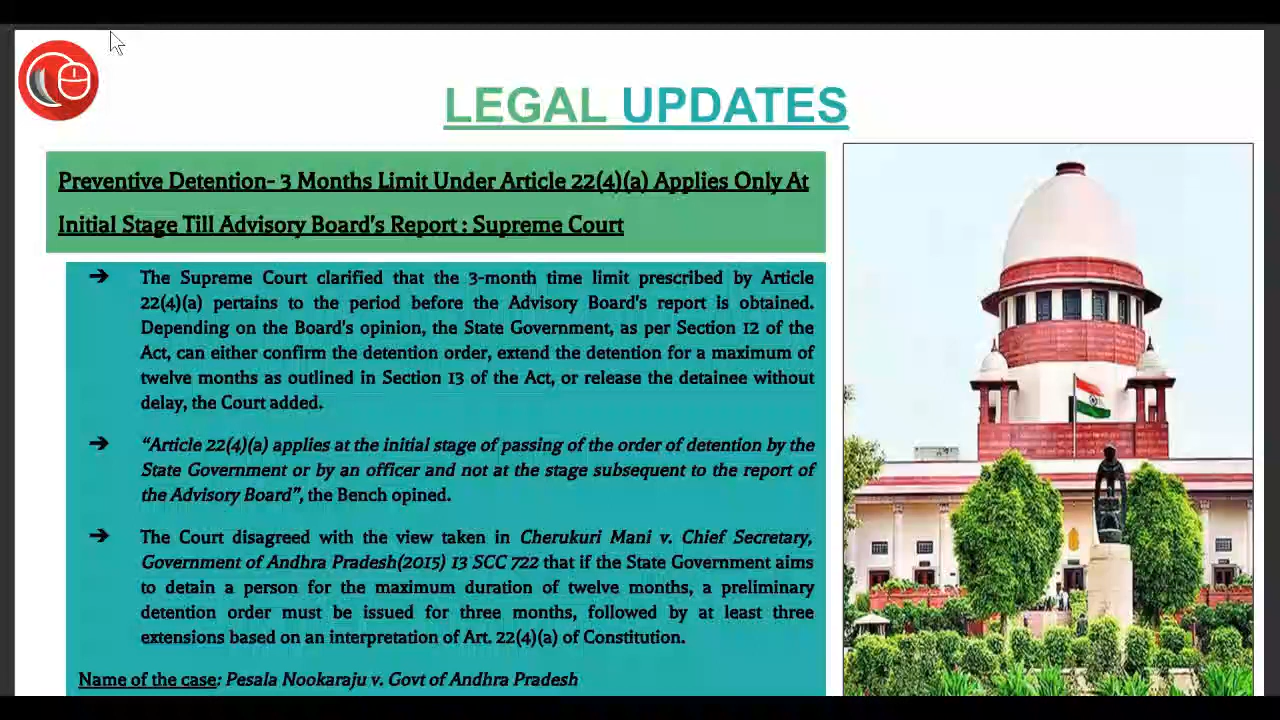 LEGAL UPDATES
Preventive Detention- 3 Months Limit Under Article 22(4)(a) Applies Only At
Initial Stage Till Advisory Board's Report : Supreme Court
➔ The Supreme Court clarified that the 3-month time limit prescribed by Article
22(4)(a) pertains to the period before the Advisory Board's report is obtained.
Depending on the Board's opinion, the State Government, as per Section 12 of the
Act, can either confirm the detention order, extend the detention for a maximum of
twelve months as outlined in Section 13 of the Act, or release the detainee without
delay, the Court added.
➔ “Article 22(4)(a) applies at the initial stage of passing of the order of detention by the
State Government or by an officer and not at the stage subsequent to the report of
the Advisory Board”, the Bench opined.
➔ The Court disagreed with the view taken in Cherukuri Mani v. Chief Secretary,
Government of Andhra Pradesh(2015) 13 SCC 722 that if the State Government aims
to detain a person for the maximum duration of twelve months, a preliminary
detention order must be issued for three months, followed by at least three
extensions based on an interpretation of Art. 22(4)(a) of Constitution.
Name of the case: Pesala Nookaraju v. Govt of Andhra Pradesh